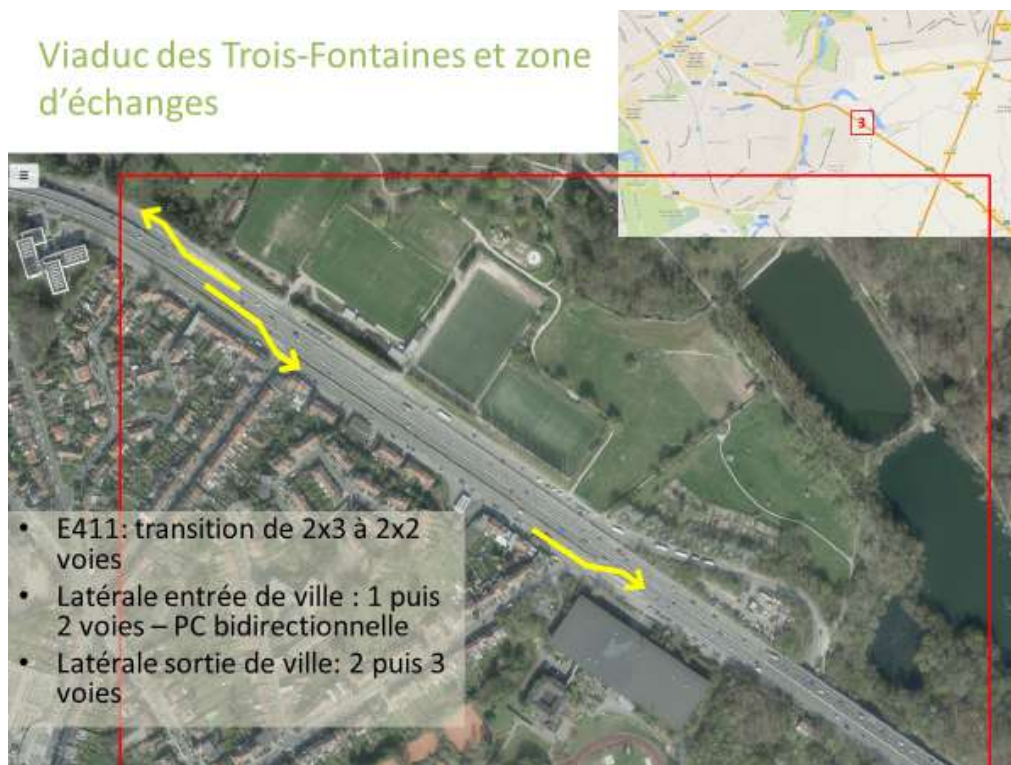 Viaduc des Trois-Fontaines et zone
d'échanges
3
• E411: transition de 2x3 à 2x2
voies
• Latérale entrée de ville : 1 puis
2 voies – PC bidirectionnelle
• Latérale sortie de ville: 2 puis 3
voies